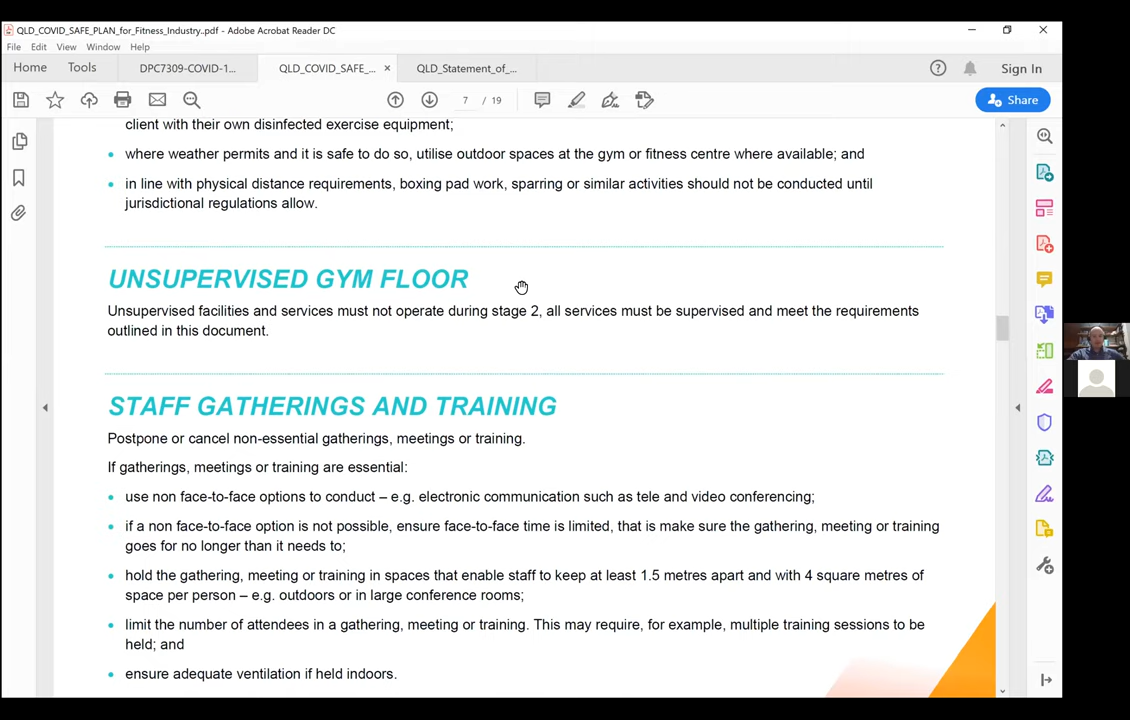 QLD_COVID_SAFE_PLAN_for_Fitness_Industry..pdf - Adobe Acrobat Reader DC
File Edit View Window Help
Home Tools DPC7309-COVID-1... QLD_COVID_SAFE_... × QLD_Statement_of_... Sign In
7 / 19 Share
client with their own disinfected exercise equipment;
• where weather permits and it is safe to do so, utilise outdoor spaces at the gym or fitness centre where available; and
• in line with physical distance requirements, boxing pad work, sparring or similar activities should not be conducted until
jurisdictional regulations allow.
UNSUPERVISED GYM FLOOR
Unsupervised facilities and services must not operate during stage 2, all services must be supervised and meet the requirements
outlined in this document.
STAFF GATHERINGS AND TRAINING
Postpone or cancel non-essential gatherings, meetings or training.
If gatherings, meetings or training are essential:
• use non face-to-face options to conduct – e.g. electronic communication such as tele and video conferencing;
• if a non face-to-face option is not possible, ensure face-to-face time is limited, that is make sure the gathering, meeting or training
goes for no longer than it needs to;
• hold the gathering, meeting or training in spaces that enable staff to keep at least 1.5 metres apart and with 4 square metres of
space per person – e.g. outdoors or in large conference rooms;
• limit the number of attendees in a gathering, meeting or training. This may require, for example, multiple training sessions to be
held; and
• ensure adequate ventilation if held indoors.